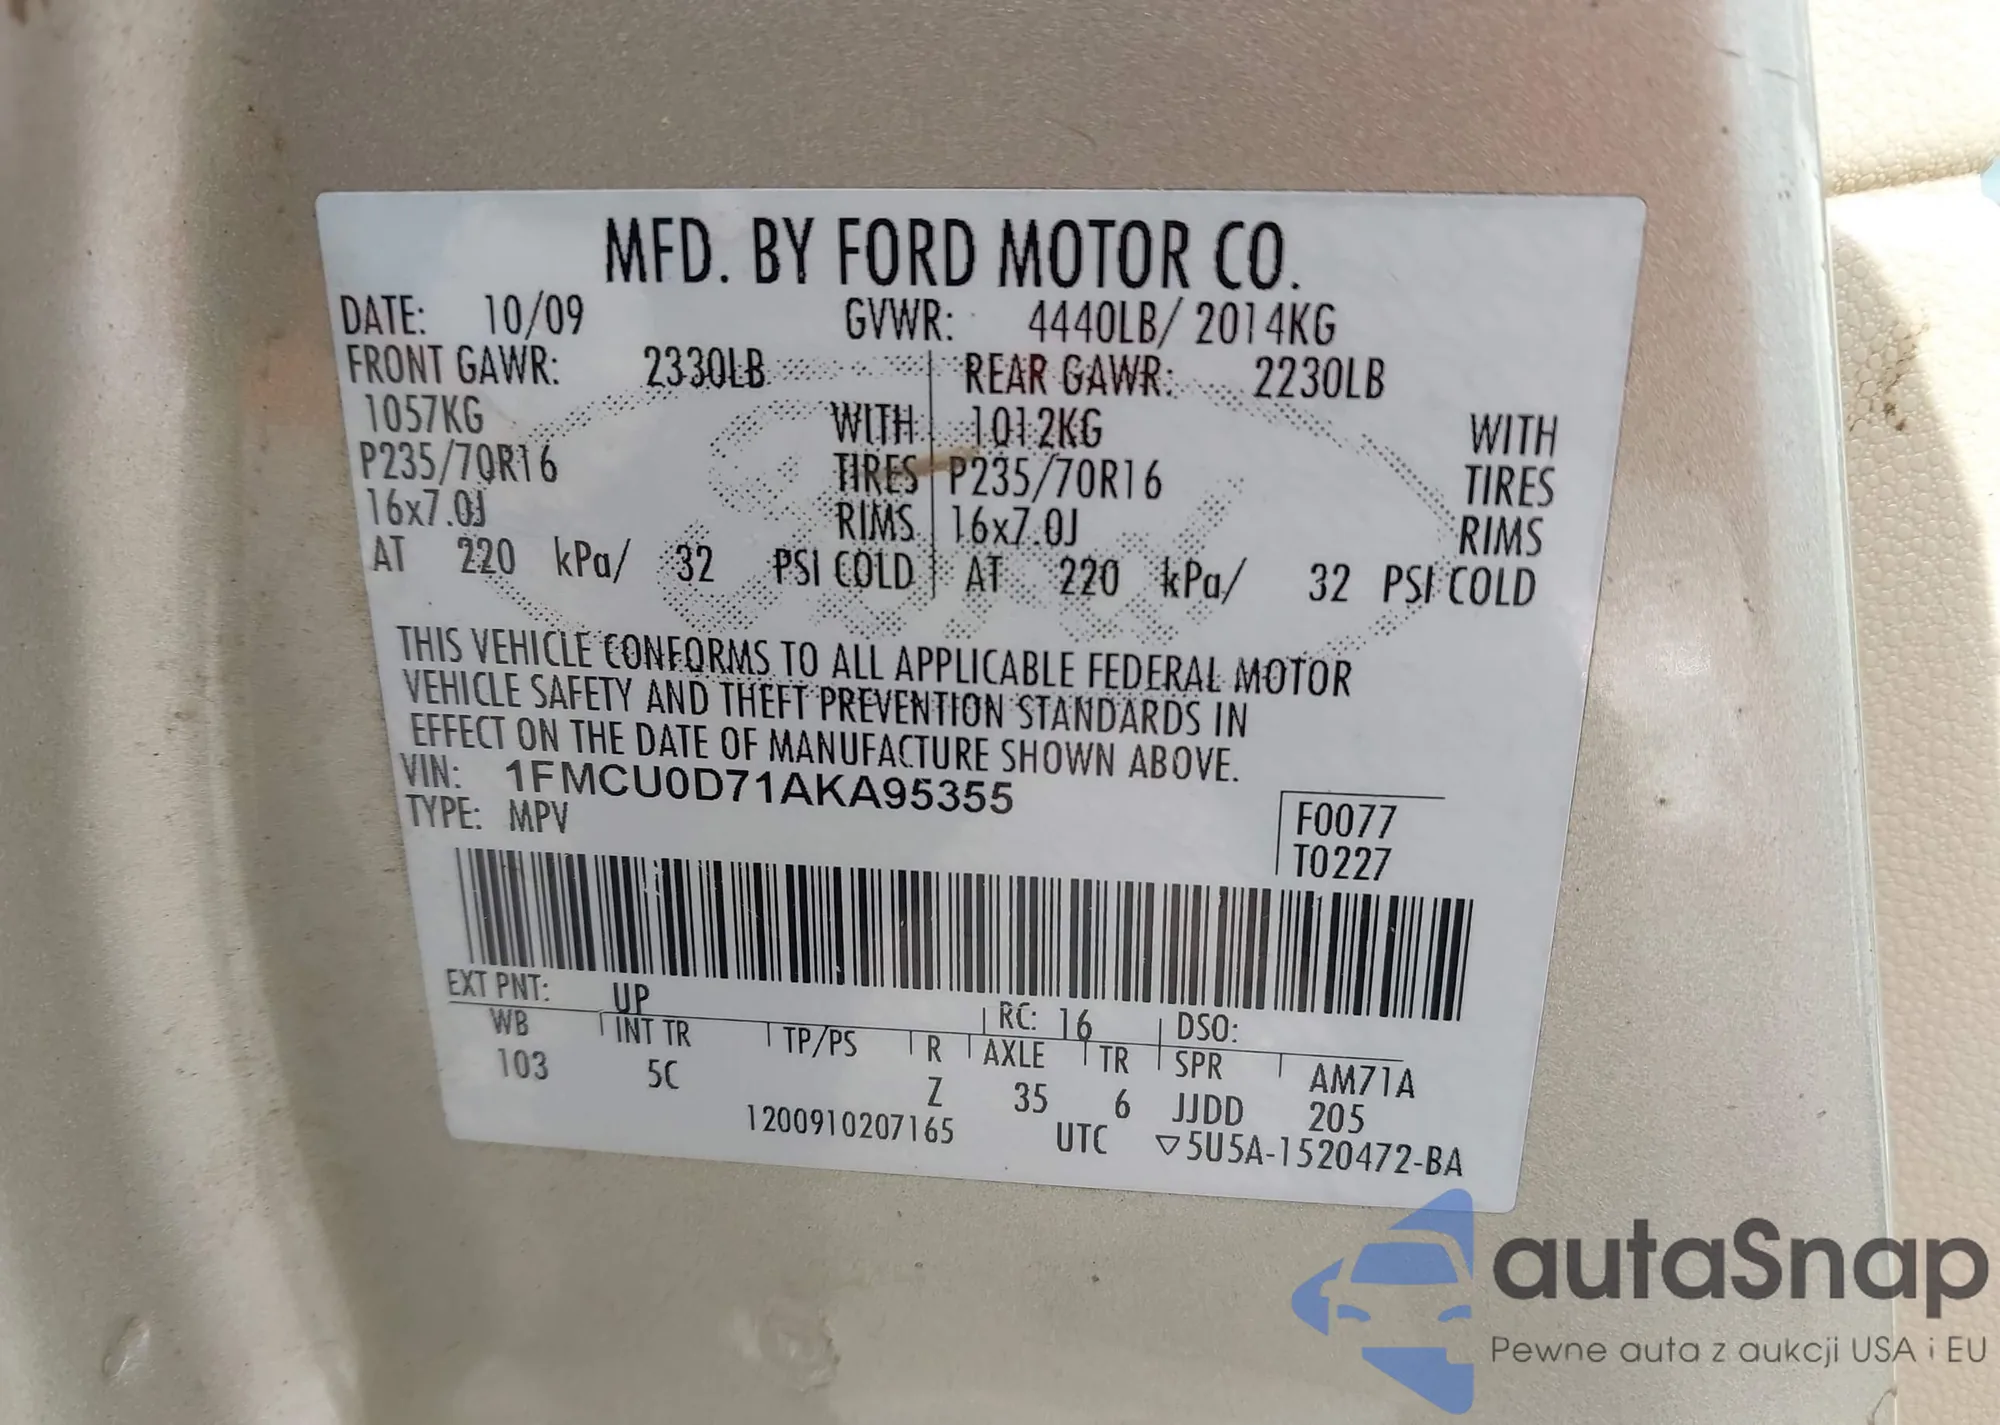 MFD. BY FORD MOTOR CO.
DATE: 10/09 GVWR: 4440LB/ 2014KG
FRONT GAWR: 2330LB REAR GAWR: 2230LB
1057KG WITH 1012KG WITH
P235/70R16 TIRES P235/70R16 TIRES
16x7.0J RIMS 16x7.0J RIMS
AT 220 kPa/ 32 PSI COLD AT 220 kPa/ 32 PSI COLD
THIS VEHICLE CONFORMS TO ALL APPLICABLE FEDERAL MOTOR
VEHICLE SAFETY AND THEFT PREVENTION STANDARDS IN
EFFECT ON THE DATE OF MANUFACTURE SHOWN ABOVE.
VIN: 1FMCU0D71AKA95355
TYPE: MPV
F0077
T0227
EXT PNT: UP RC: 16 DSO:
WB INT TR TP/PS R AXLE TR SPR AM71A
103 5C Z 35 6 JJDD 205
1200910207165 UTC ▽5U5A-1520472-BA
autaSnap
Pewne auta z aukcji USA i EU